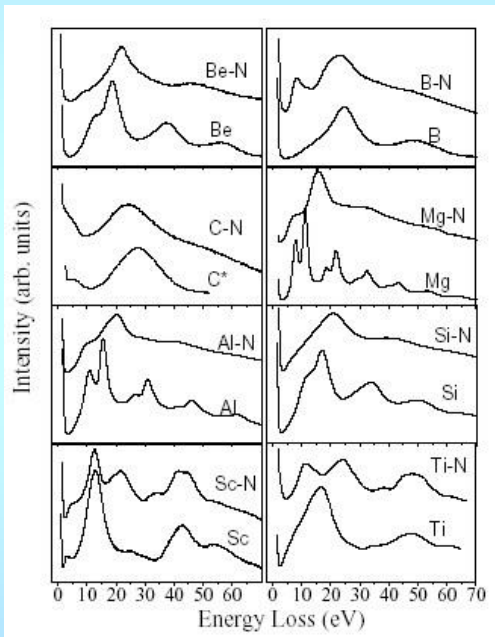 Be-N
Be
B-N
B
C-N
C*
Mg-N
Mg
Al-N
Al
Si-N
Si
Sc-N
Sc
Ti-N
Ti
Intensity (arb. units)
0 10 20 30 40 50 60
0 10 20 30 40 50 60 70
Energy Loss (eV)